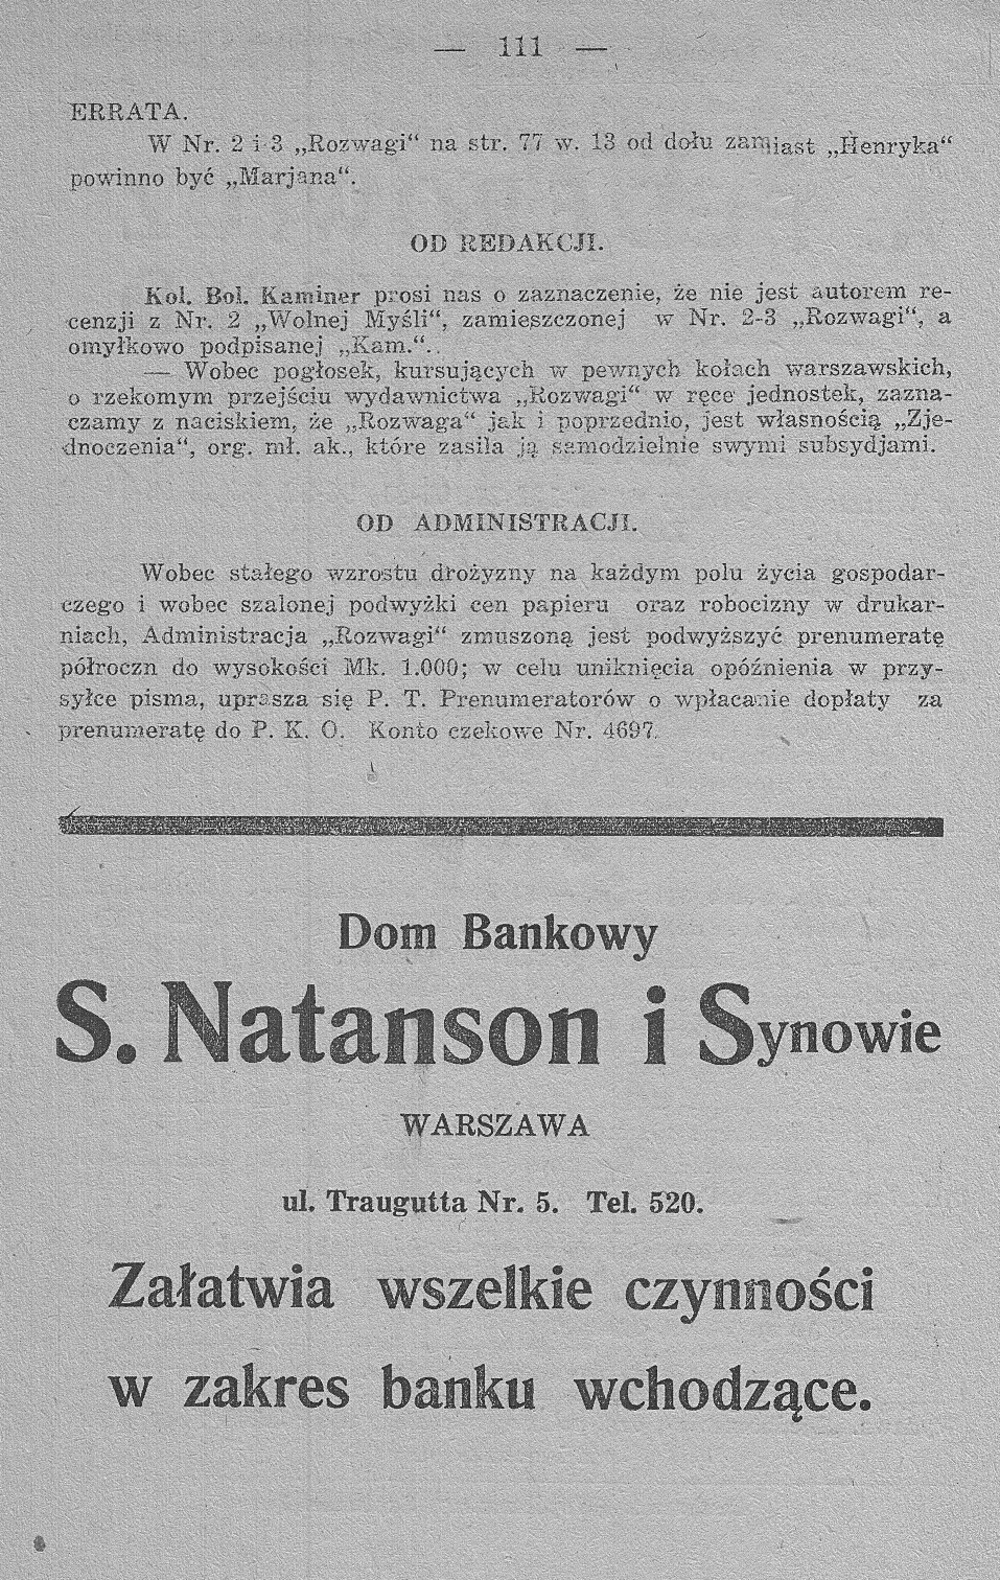 — 111 —
ERRATA.
W Nr. 2 i 3 „Rozwagi“ na str. 77 w. 13 od dołu zamiast „Henryka“
powinno być „Marjana“.
OD REDAKCJI.
Kol. Bol. Kaminer prosi nas o zaznaczenie, że nie jest autorem re-
cenzji z Nr. 2 „Wolnej Myśli“, zamieszczonej w Nr. 2-3 „Rozwagi“, a
omyłkowo podpisanej „Kam.“..
— Wobec pogłosek, kursujących w pewnych kołach warszawskich,
o rzekomym przejściu wydawnictwa „Rozwagi“ w ręce jednostek, zazna-
czamy z naciskiem, że „Rozwaga“ jak i poprzednio, jest własnością „Zje-
dnoczenia“, org. mł. ak., które zasila ją samodzielnie swymi subsydjami.
OD ADMINISTRACJI.
Wobec stałego wzrostu drożyzny na każdym polu życia gospodar-
czego i wobec szalonej podwyżki cen papieru oraz robocizny w drukar-
niach, Administracja „Rozwagi“ zmuszoną jest podwyższyć prenumeratę
półroczn do wysokości Mk. 1.000; w celu uniknięcia opóźnienia w przy-
syłce pisma, uprasza się P. T. Prenumeratorów o wpłacanie dopłaty za
prenumeratę do P. K. O. Konto czekowe Nr. 4697.
Dom Bankowy
S. Natanson i Synowie
WARSZAWA
ul. Traugutta Nr. 5. Tel. 520.
Załatwia wszelkie czynności
w zakres banku wchodzące.